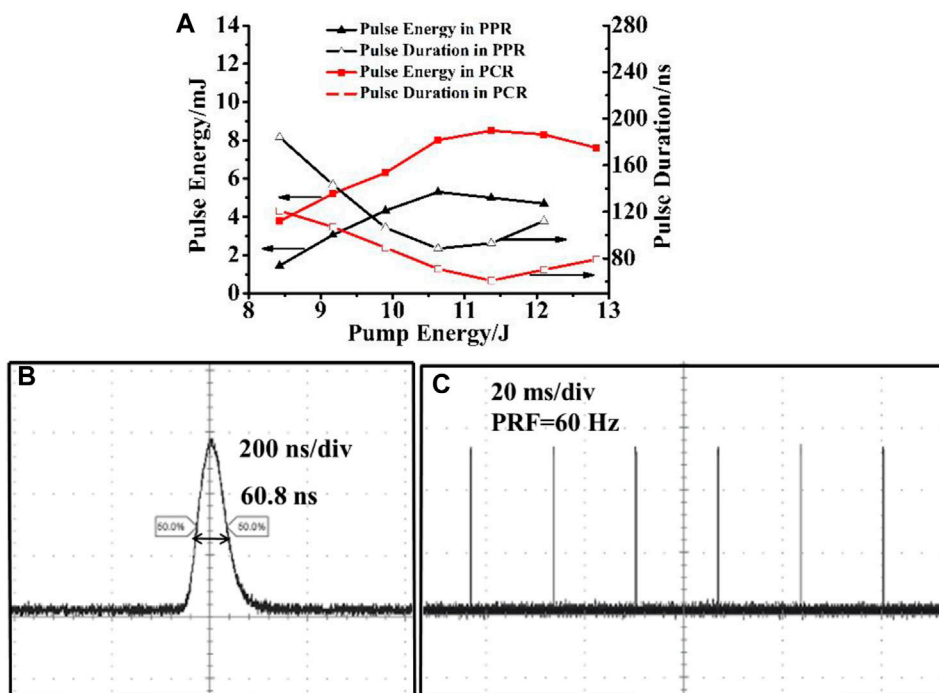 A
Pulse Energy in PPR
Pulse Duration in PPR
Pulse Energy in PCR
Pulse Duration in PCR
Pulse Energy/mJ
14
12
10
8
6
4
2
0
280
240
200
160
120
80
Pulse Duration/ns
8 9 10 11 12 13
Pump Energy/J
B
200 ns/div
60.8 ns
50.0% 50.0%
C
20 ms/div
PRF=60 Hz